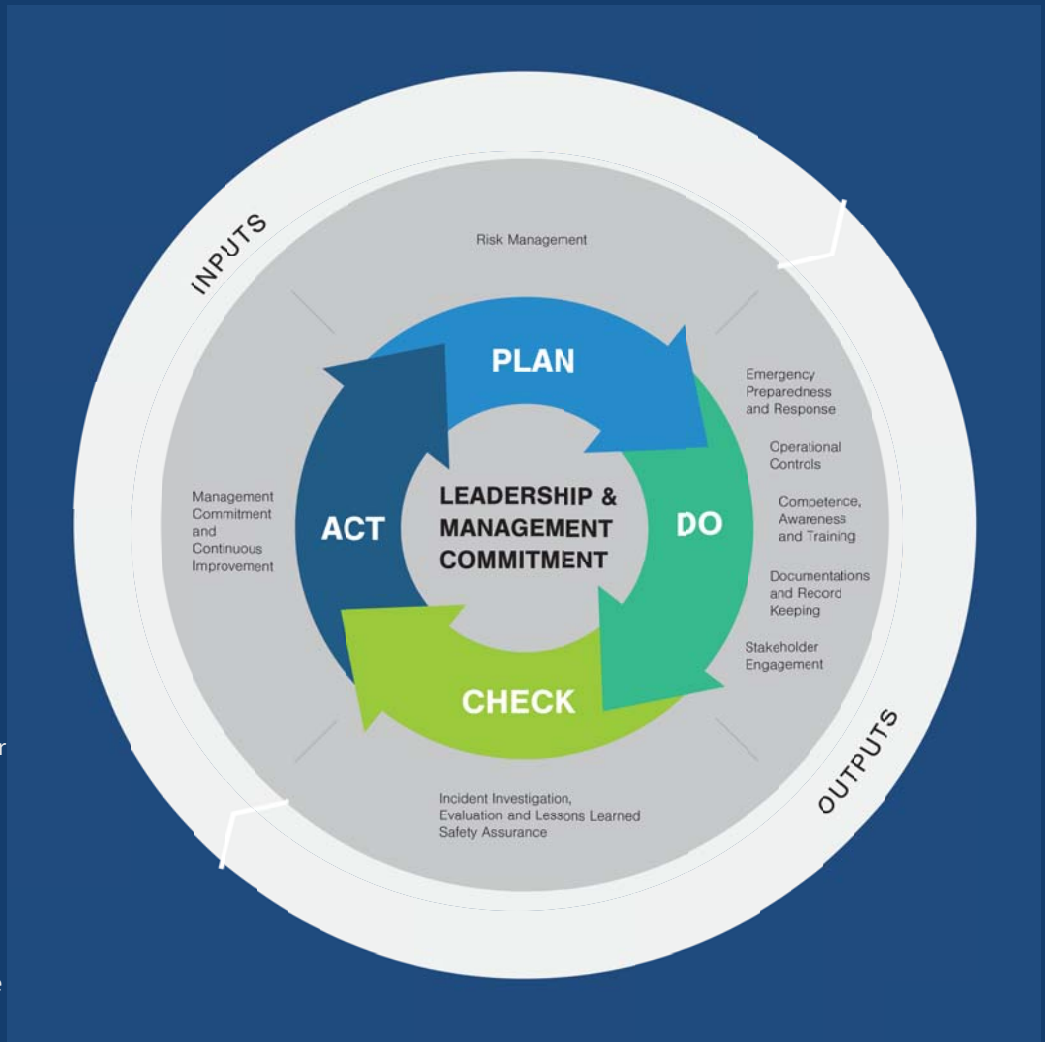 INPUTS
Risk Management
PLAN
Emergency
Preparedness
and Response
Operational
Controls
Competence,
Awareness
and Training
Documentations
and Record
Keeping
Stakeholder
Engagement
DO
LEADERSHIP &
MANAGEMENT
COMMITMENT
ACT
Management
Commitment
and
Continuous
Improvement
CHECK
Incident Investigation,
Evaluation and Lessons Learned
Safety Assurance
OUTPUTS
r
e